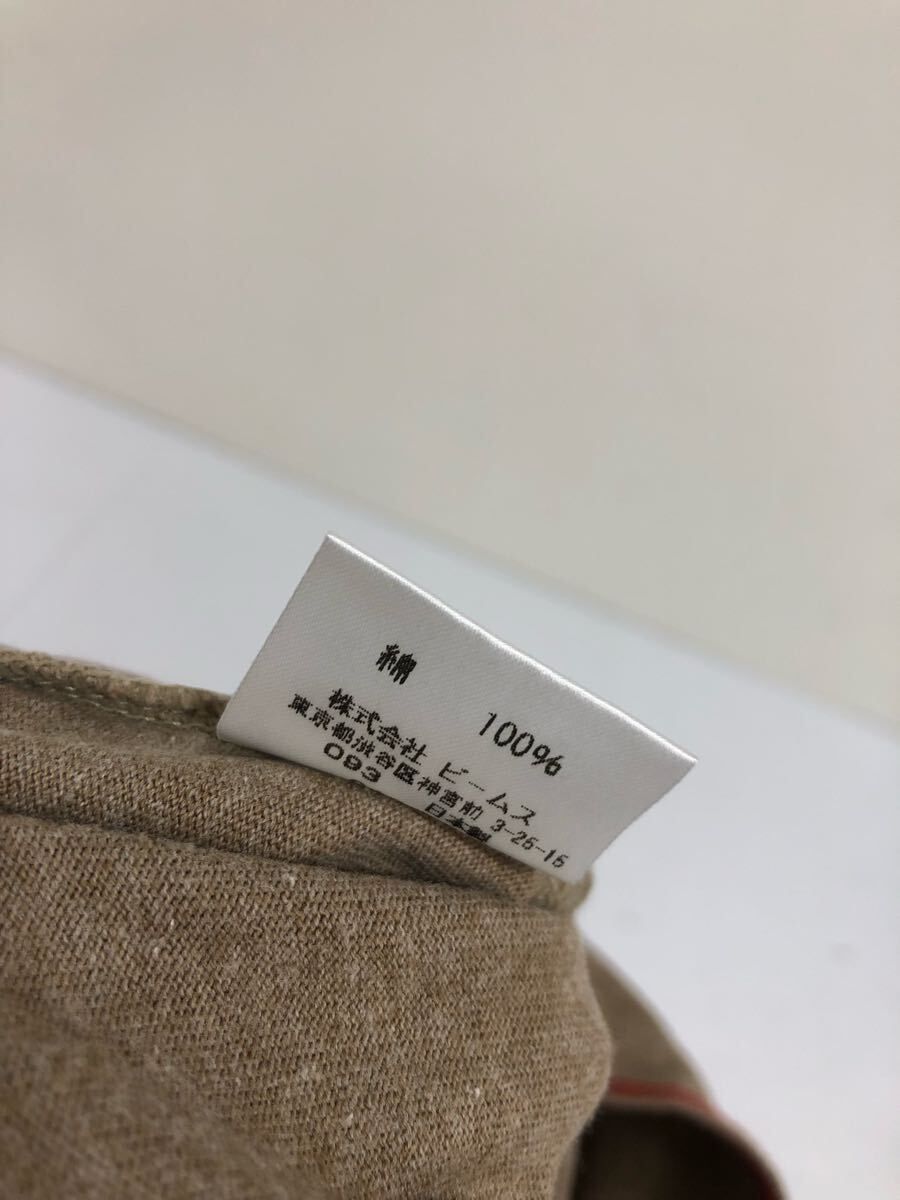 綿 100%
株式会社 ビームス
東京都渋谷区神宮前 3-25-15
093 日本製